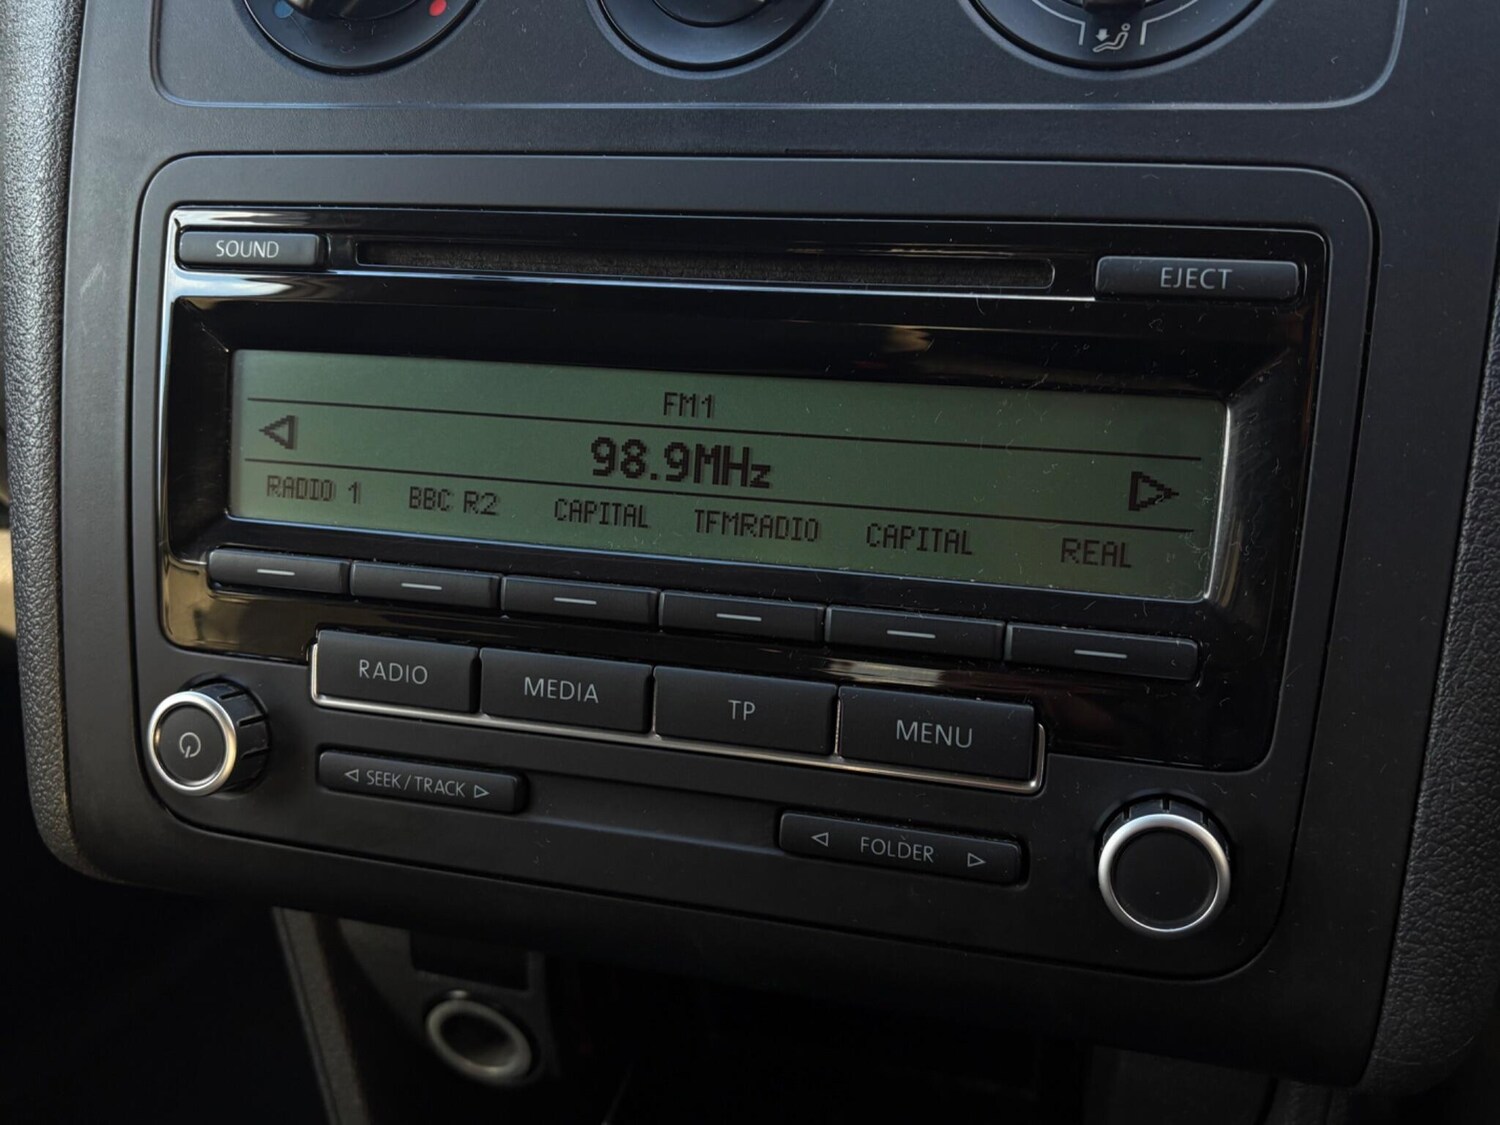 SOUND
EJECT
FM1
98.9MHz
RADIO 1 BBC R2 CAPITAL TFMRADIO CAPITAL REAL
RADIO MEDIA TP MENU
SEEK / TRACK
FOLDER